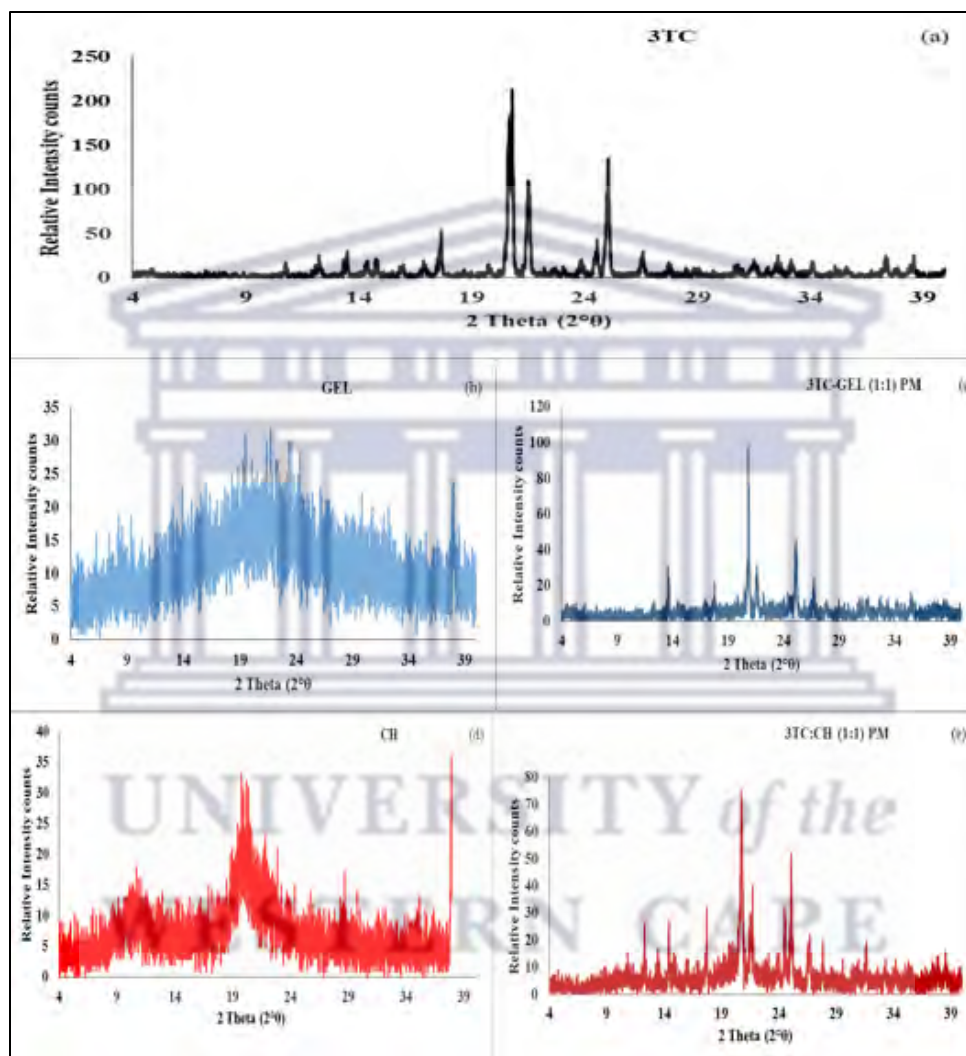 3TC (a)
Relative Intensity counts
250
200
150
100
50
0
4 9 14 19 24 29 34 39
2 Theta (2°θ)
GEL (b)
Relative Intensity counts
35
30
25
20
15
10
5
0
4 9 14 19 24 29 34 39
2 Theta (2°θ
3TC-GEL (1:1) PM
Relative Intensity counts
120
100
80
60
40
20
0
4 9 14 19 24 29 34 39
2 Theta (2°θ)
CH (d)
Relative Intensity counts
40
35
30
25
20
15
10
5
0
4 9 14 19 24 29 34 39
2 Theta (2°θ)
3TC:CH (1:1) PM (e)
Relative Intensity counts
80
70
60
50
40
30
20
10
0
4 9 14 19 24 29 34 39
2 Theta (2°θ)
UNIVERSITY of the
WESTERN CAPE